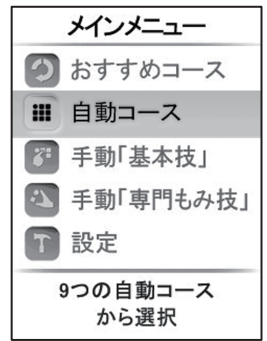 メインメニュー
おすすめコース
自動コース
手動「基本技」
手動「専門もみ技」
設定
9つの自動コース
から選択